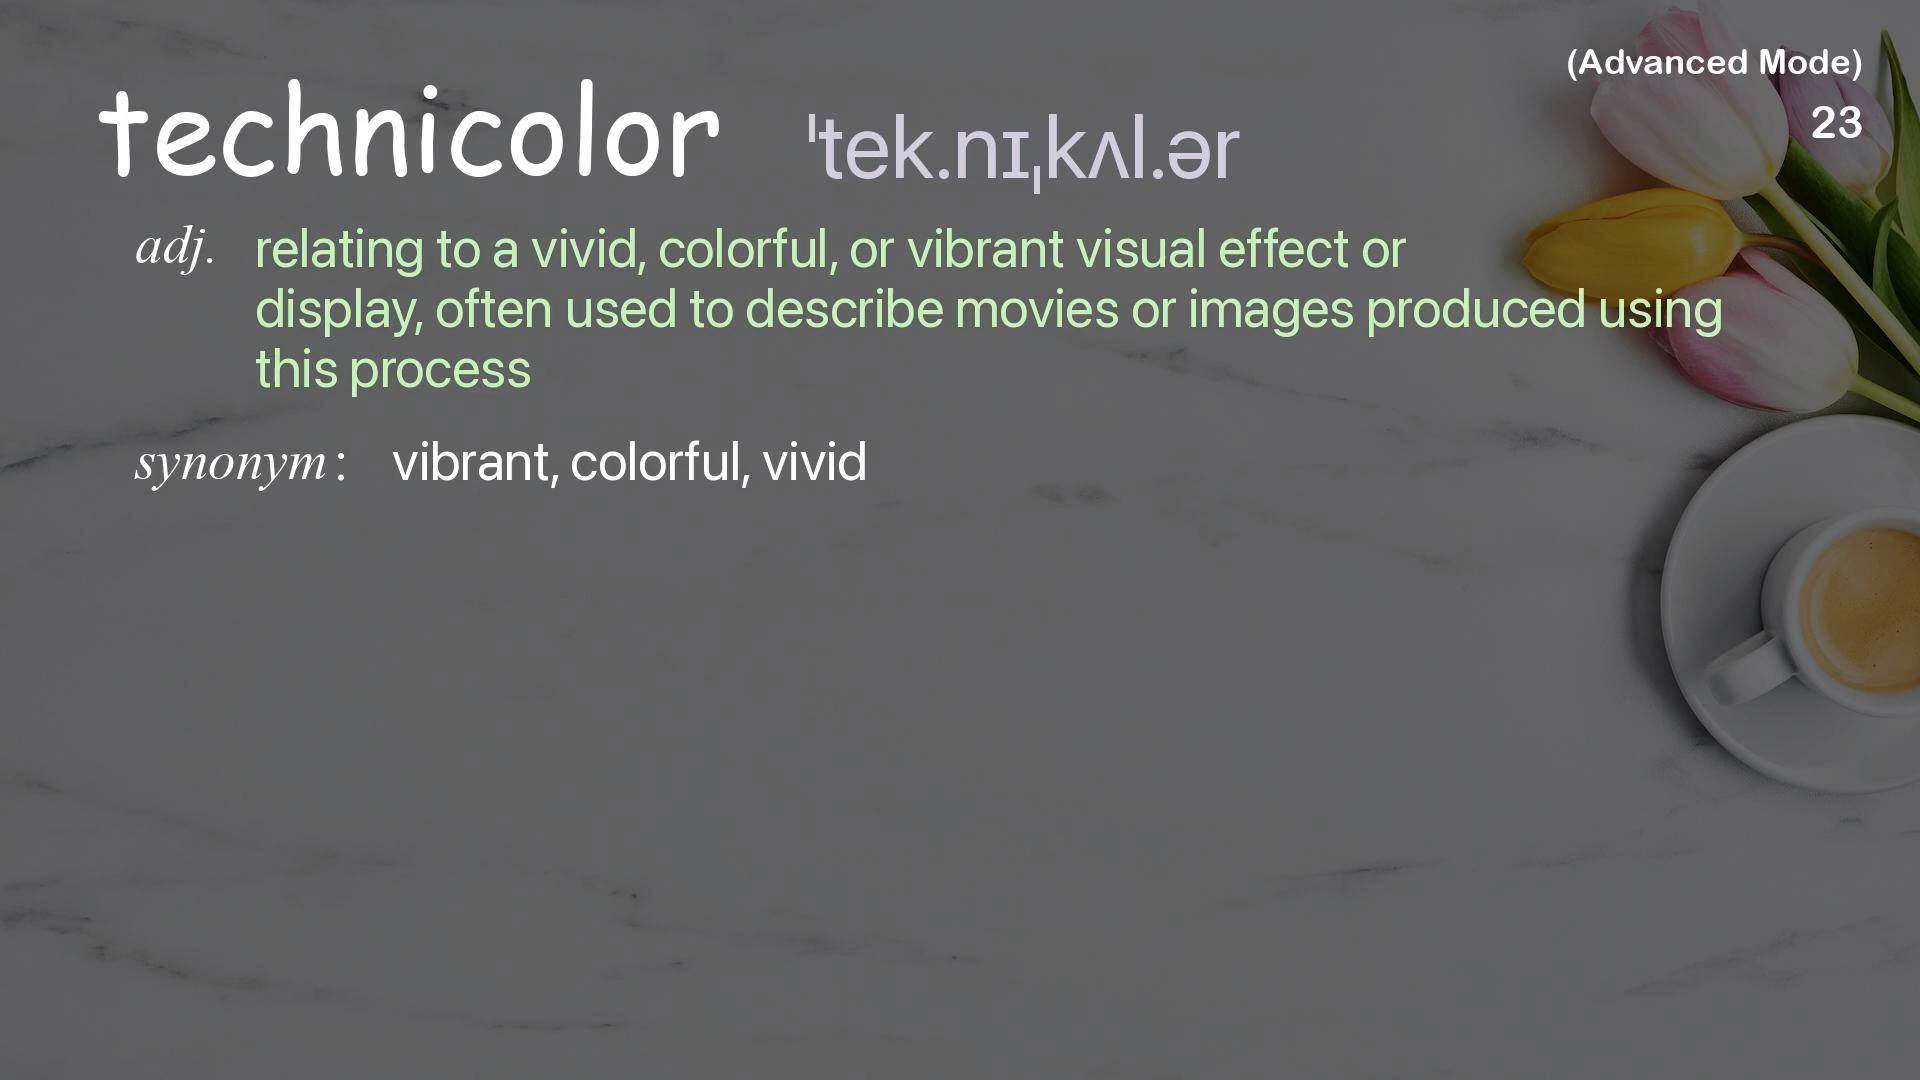 (Advanced Mode)
technicolor ˈtek.nɪˌkʌl.ər 23
adj. relating to a vivid, colorful, or vibrant visual effect or
display, often used to describe movies or images produced using
this process
synonym: vibrant, colorful, vivid